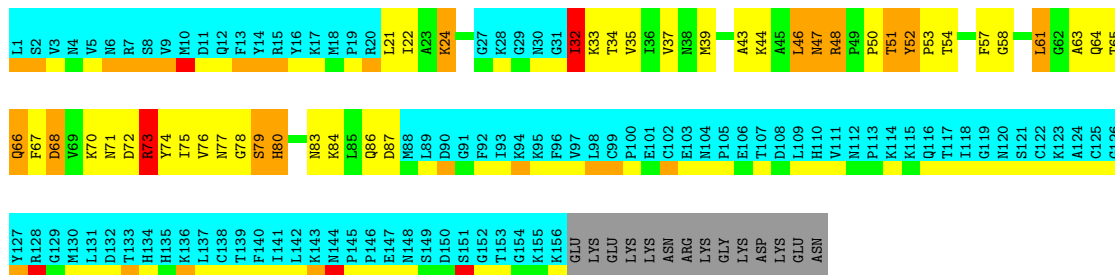 L1 S2 V3 N4 V5 N6 R7 S8 V9 M10 D11 Q12 F13 Y14 R15 Y16 K17 M18 P19 R20 L21 I22 A23 K24 G27 K28 G29 N30 G31 I32 K33 T34 V35 I36 V37 N38 M39 A43 K44 A45 L46 N47 R48 P49 P50 T51 Y52 P53 T54 F57 G58 L61 G62 A63 Q64 T65
Q66 F67 D68 V69 K70 N71 D72 R73 Y74 I75 V76 N77 G78 S79 H80 N83 K84 L85 Q86 D87 M88 L89 D90 G91 F92 I93 K94 K95 F96 V97 L98 C99 P100 E101 C102 E103 N104 P105 E106 T107 D108 L109 H110 V111 N112 P113 K114 K115 Q116 T117 I118 G119 N120 S121 C122 K123 A124 C125 G126
Y127 R128 G129 M130 L131 D132 T133 H134 H135 K136 L137 C138 T139 F140 I141 L142 K143 N144 P145 P146 E147 N148 S149 D150 S151 G152 T153 G154 K155 K156 GLU LYS GLU LYS LYS ASN ARG LYS GLY LYS ASP LYS GLU ASN